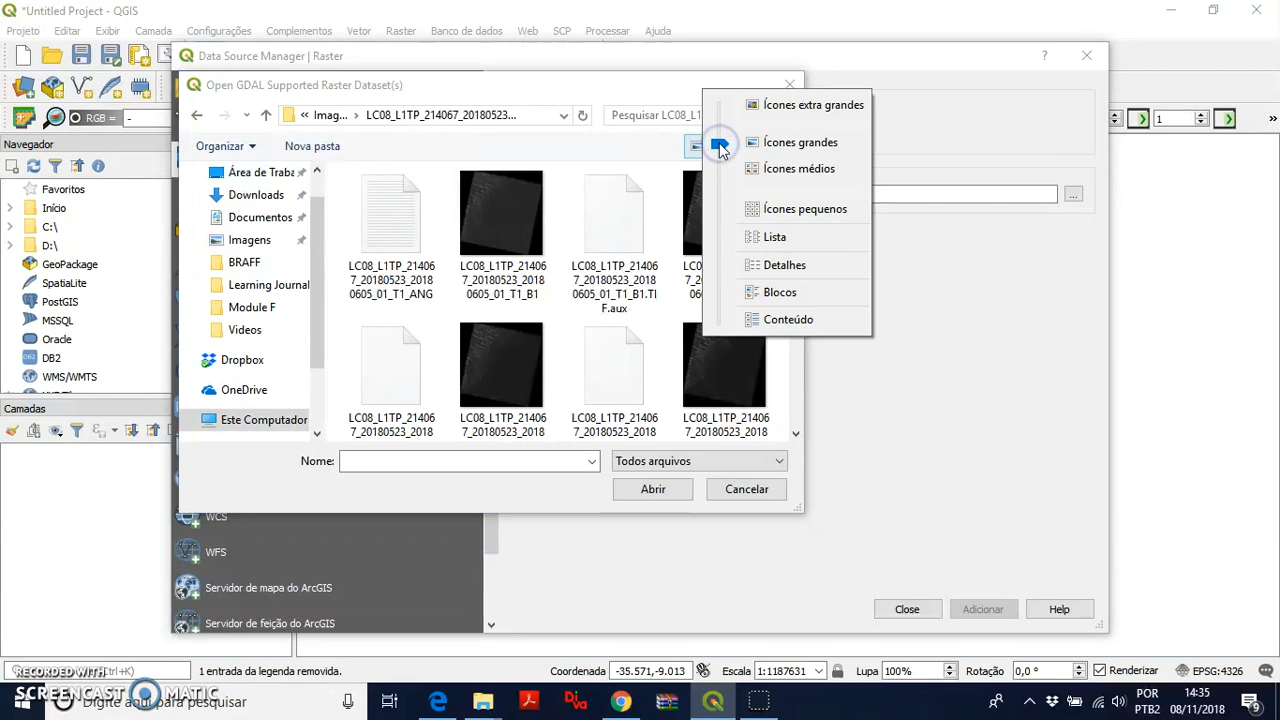 *Untitled Project - QGIS
Projeto Editar Exibir Camada Configurações Complementos Vetor Raster Banco de dados Web SCP Processar Ajuda
Data Source Manager | Raster
Open GDAL Supported Raster Dataset(s)
« Imag... LC08_L1TP_214067_20180523...
Pesquisar LC08_L1
RGB = -
1
Organizar Nova pasta
Navegador
Favoritos
Início
C:\
D:\
GeoPackage
SpatiaLite
PostGIS
MSSQL
Oracle
DB2
WMS/WMTS
Camadas
Área de Traba
Downloads
Documentos
Imagens
BRAFF
Learning Journal
Module F
Videos
Dropbox
OneDrive
Este Computador
LC08_L1TP_21406
7_20180523_2018
0605_01_T1_ANG
LC08_L1TP_21406
7_20180523_2018
0605_01_T1_B1
LC08_L1TP_21406
7_20180523_2018
0605_01_T1_B1.TI
F.aux
LC08_L1TP_21406
7_20180523_2018
LC08_L1TP_21406
7_20180523_2018
LC08_L1TP_21406
7_20180523_2018
LC08_L1TP_21406
7_20180523_2018
Ícones extra grandes
Ícones grandes
Ícones médios
Ícones pequenos
Lista
Detalhes
Blocos
Conteúdo
...
Nome:
Todos arquivos
Abrir Cancelar
WCS
WFS
Servidor de mapa do ArcGIS
Servidor de feição do ArcGIS
Close Adicionar Help
1 entrada da legenda removida.
Coordenada -35.571,-9.013 Escala 1:1187631 Lupa 100% Rotação 0,0 ° Renderizar EPSG:4326
RECORDED WITH
SCREENCAST MATIC
Digite aqui para pesquisar
POR
PTB2
14:35
08/11/2018
9